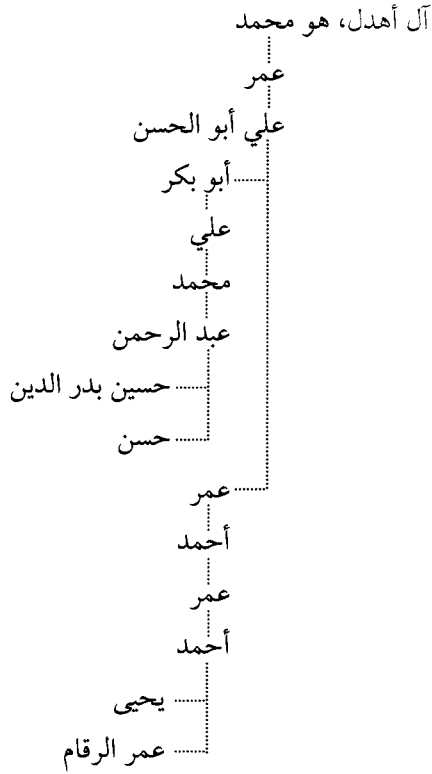 آل أهدل، هو محمد
عمر
علي أبو الحسن
أبو بكر
علي
محمد
عبد الرحمن
حسين بدر الدين
حسن
عمر
أحمد
عمر
أحمد
يحيى
عمر الرقام